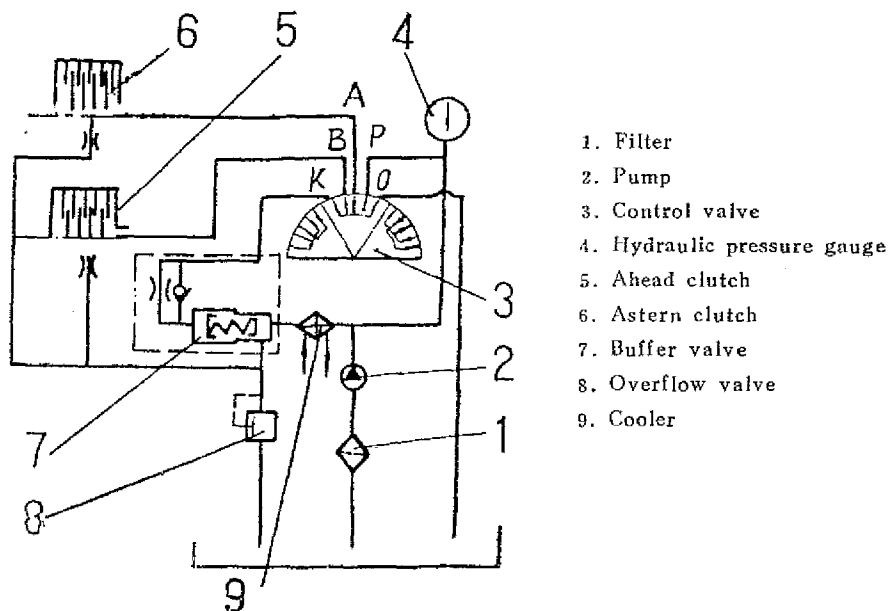 6
5
4
A
B
P
K
O
3
2
1
7
8
9
1. Filter
2. Pump
3. Control valve
4. Hydraulic pressure gauge
5. Ahead clutch
6. Astern clutch
7. Buffer valve
8. Overflow valve
9. Cooler